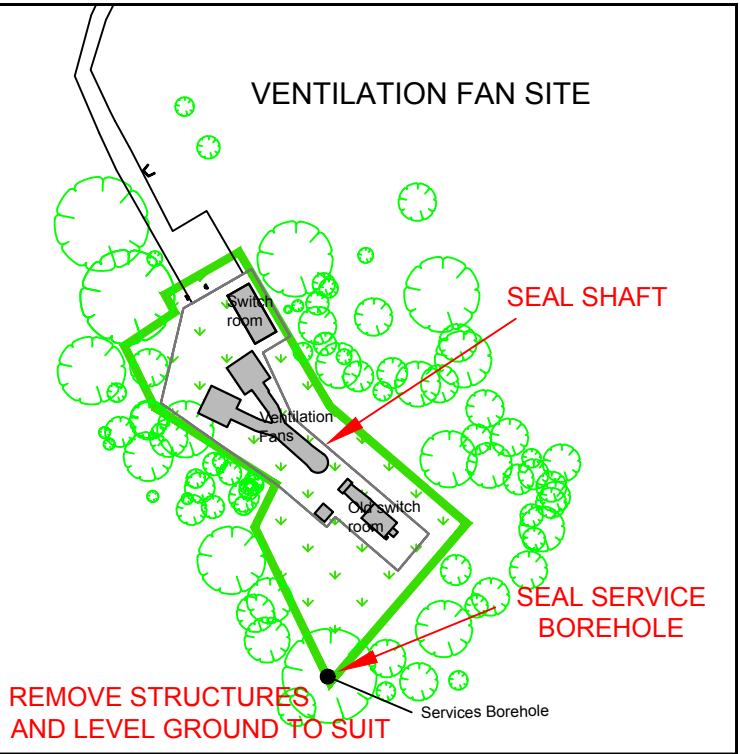 VENTILATION FAN SITE
SEAL SHAFT
Switch
room
Ventilation
Fans
Old switch
room
SEAL SERVICE
BOREHOLE
REMOVE STRUCTURES
AND LEVEL GROUND TO SUIT
Services Borehole